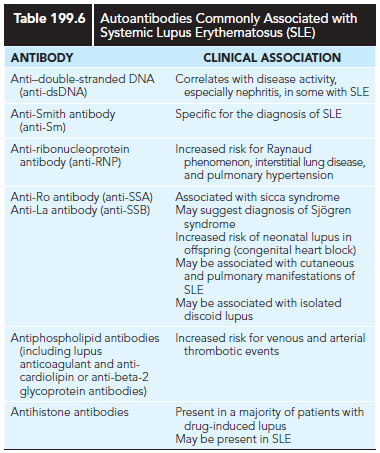 Table 199.6
Autoantibodies Commonly Associated with
Systemic Lupus Erythematosus (SLE)
ANTIBODY
CLINICAL ASSOCIATION
Anti–double-stranded DNA
(anti-dsDNA)
Correlates with disease activity,
especially nephritis, in some with SLE
Anti-Smith antibody
(anti-Sm)
Specific for the diagnosis of SLE
Anti-ribonucleoprotein
antibody (anti-RNP)
Increased risk for Raynaud
phenomenon, interstitial lung disease,
and pulmonary hypertension
Anti-Ro antibody (anti-SSA)
Anti-La antibody (anti-SSB)
Associated with sicca syndrome
May suggest diagnosis of Sjögren
syndrome
Increased risk of neonatal lupus in
offspring (congenital heart block)
May be associated with cutaneous
and pulmonary manifestations of
SLE
May be associated with isolated
discoid lupus
Antiphospholipid antibodies
(including lupus
anticoagulant and anti-
cardiolipin or anti-beta-2
glycoprotein antibodies)
Increased risk for venous and arterial
thrombotic events
Antihistone antibodies
Present in a majority of patients with
drug-induced lupus
May be present in SLE